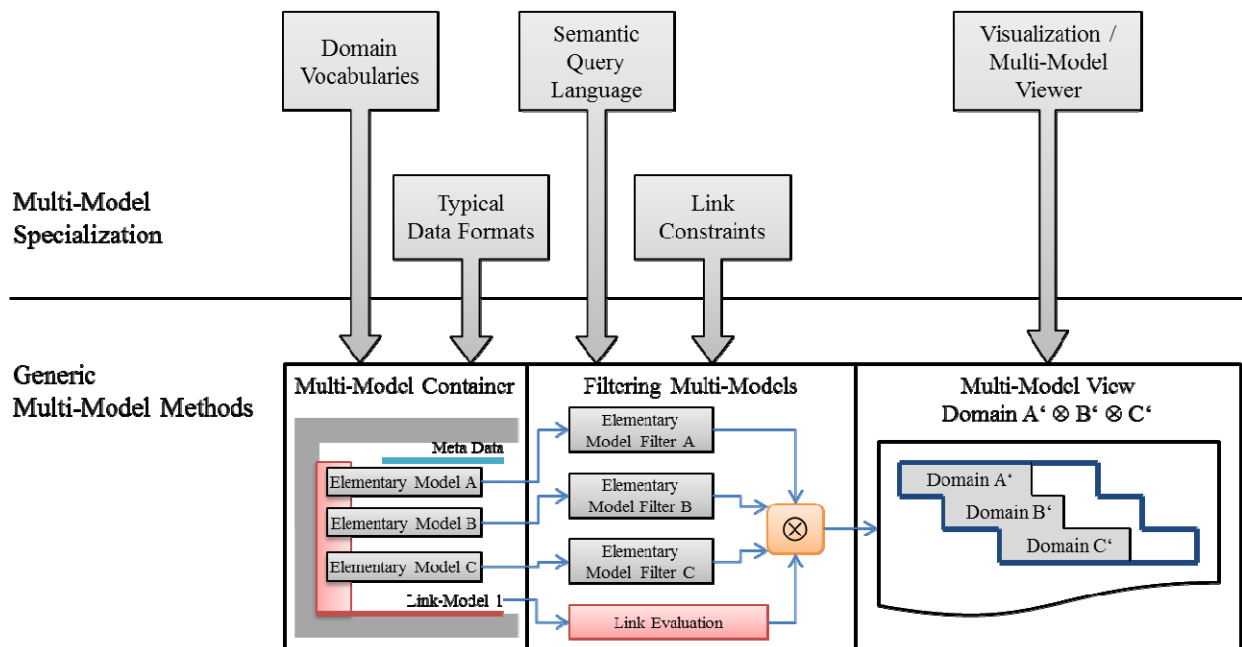 Domain
Vocabularies
Semantic
Query
Language
Visualization /
Multi-Model
Viewer
Multi-Model
Specialization
Typical
Data Formats
Link
Constraints
Generic
Multi-Model Methods
Multi-Model Container
Meta Data
Elementary Model A
Elementary Model B
Elementary Model C
Link-Model 1
Filtering Multi-Models
Elementary
Model Filter A
Elementary
Model Filter B
Elementary
Model Filter C
Link Evaluation
⊗
Multi-Model View
Domain A‘ ⊗ B‘ ⊗ C‘
Domain A‘
Domain B‘
Domain C‘